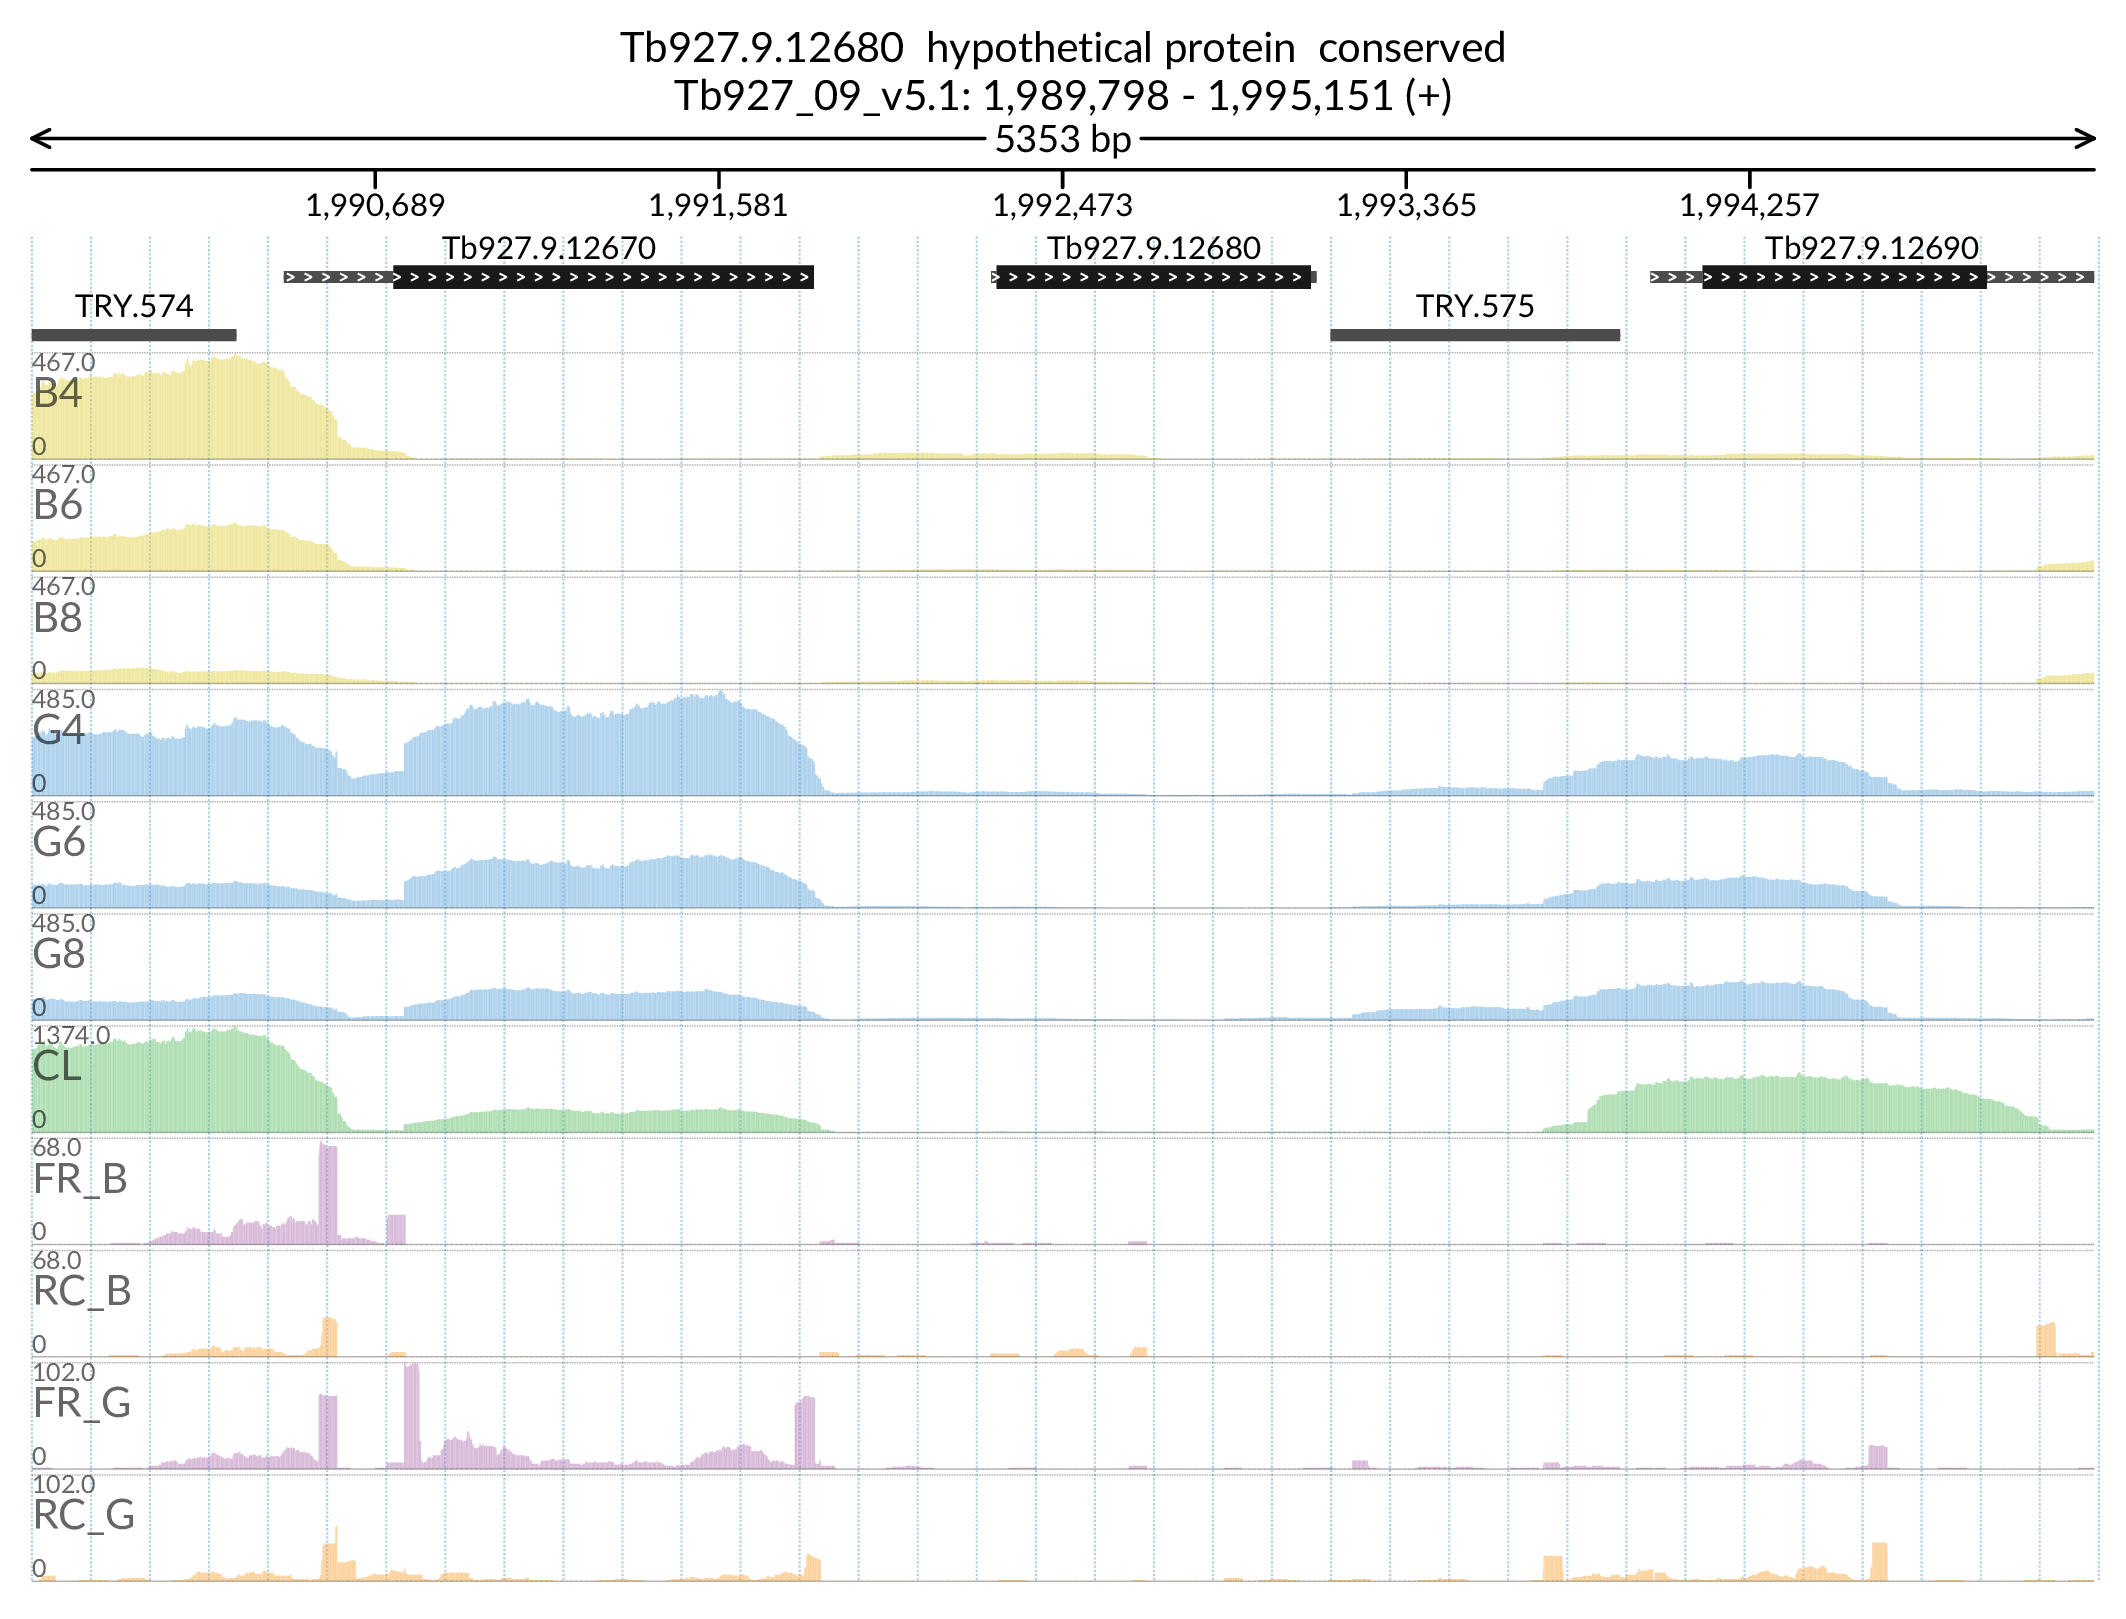 Tb927.9.12680  hypothetical protein  conserved
Tb927_09_v5.1: 1,989,798 - 1,995,151 (+)
5353 bp
1,990,689 1,991,581 1,992,473 1,993,365 1,994,257
Tb927.9.12670 Tb927.9.12680 Tb927.9.12690
TRY.574 TRY.575
467.0
B4
0
467.0
B6
0
467.0
B8
0
485.0
G4
0
485.0
G6
0
485.0
G8
0
1374.0
CL
0
68.0
FR_B
0
68.0
RC_B
0
102.0
FR_G
0
102.0
RC_G
0